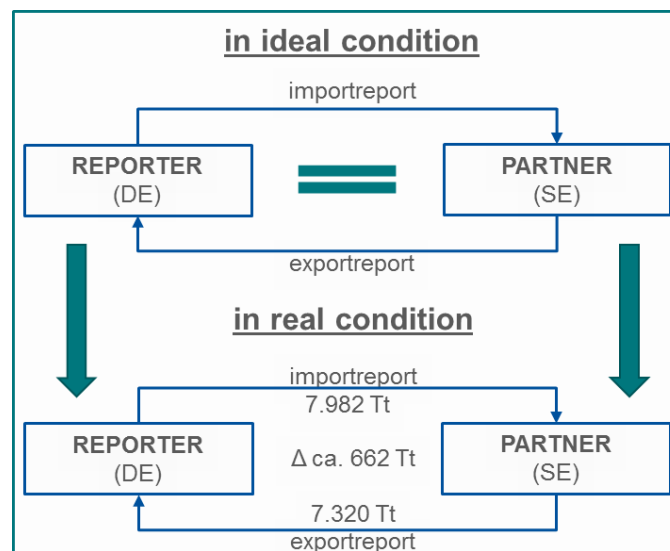 in ideal condition
importreport
REPORTER
(DE)
PARTNER
(SE)
exportreport
in real condition
importreport
7.982 Tt
REPORTER
(DE)
Δ ca. 662 Tt
PARTNER
(SE)
7.320 Tt
exportreport